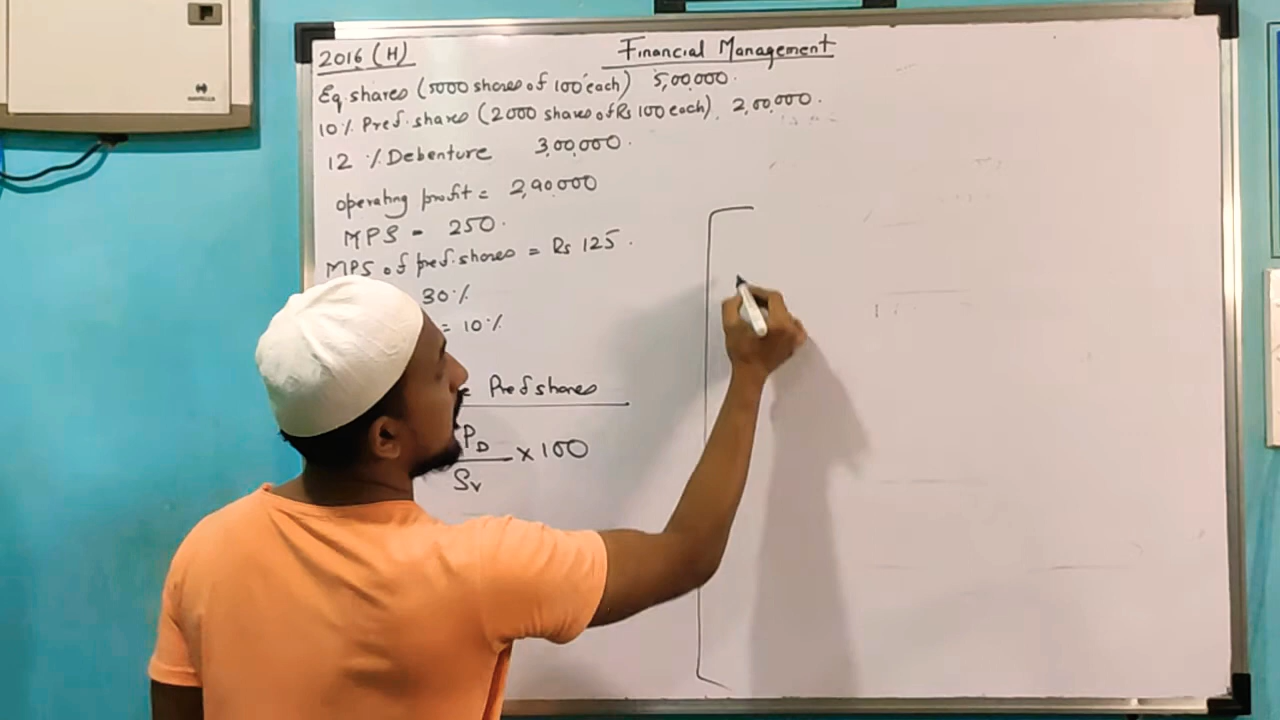 2016 (H)
Financial Management
Eq. shares (5000 shares of 100 each) 5,00,000.
10% Pref. shares (2000 shares of Rs 100 each). 2,00,000.
12 % Debenture 3,00,000.
operating profit = 2,90,000
MPS = 250.
MPS of pref. shares = Rs 125.
30%
= 10%
Pref shares
PD
× 100
Sv